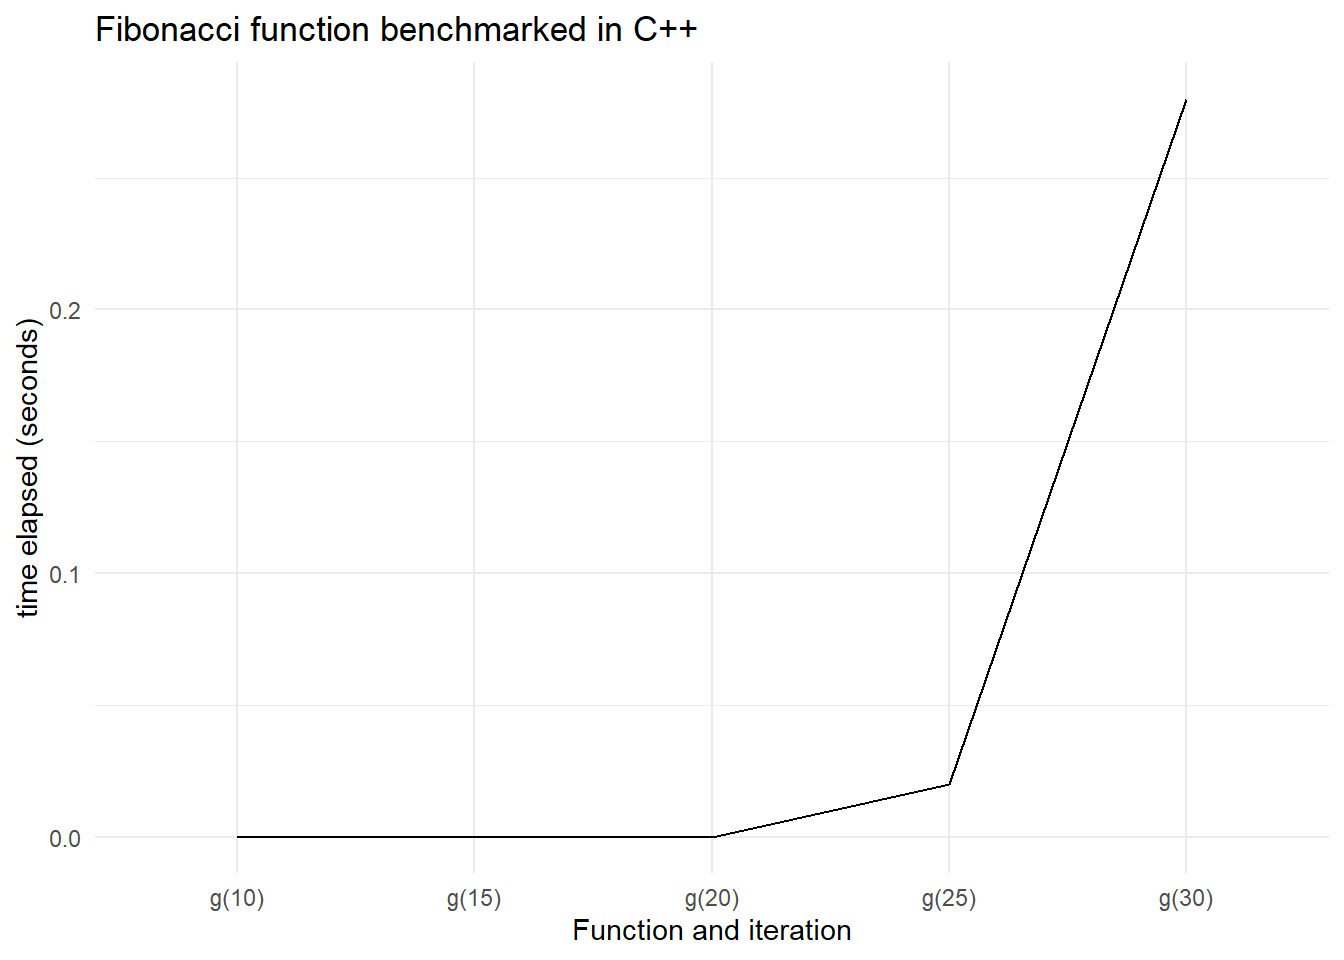 Fibonacci function benchmarked in C++
time elapsed (seconds)
0.2
0.1
0.0
g(10) g(15) g(20) g(25) g(30)
Function and iteration